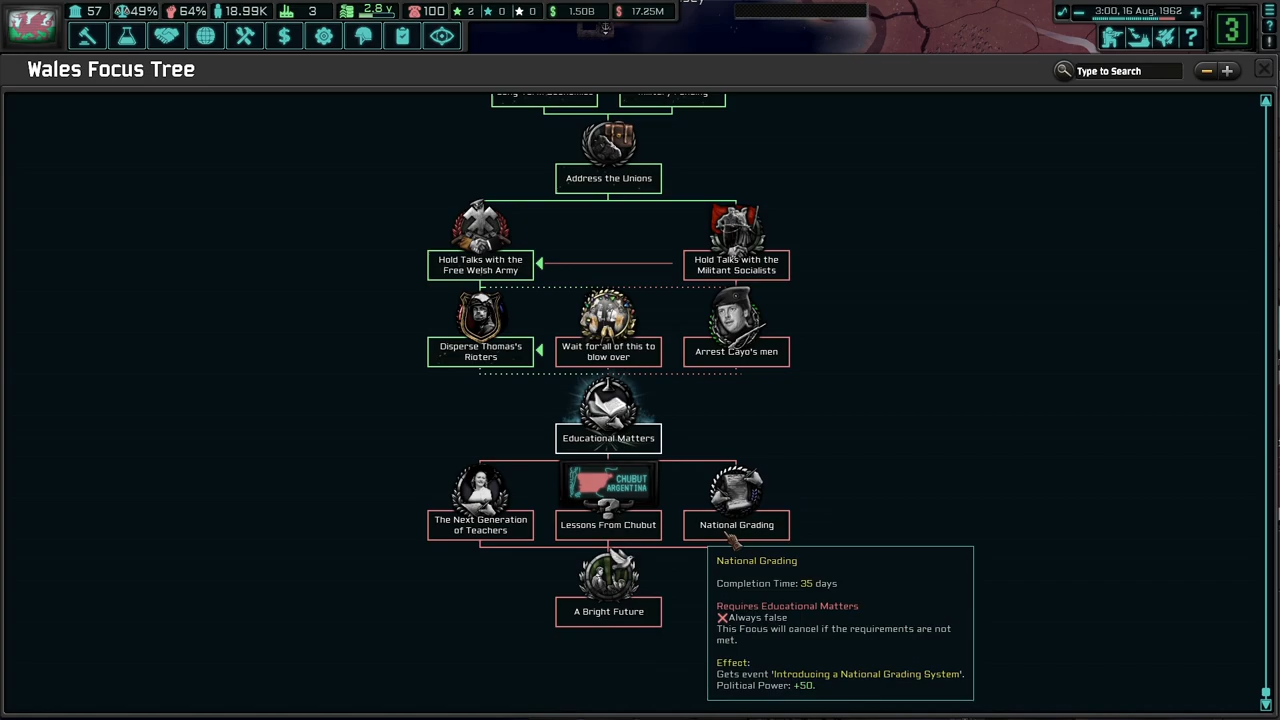 57 49% 64% 18.99K 3 2.8 v 100 2 0 0 $ 1.50B $ 17.25M
3:00, 16 Aug, 1962
3
Wales Focus Tree
Type to Search
Address the Unions
Hold Talks with the
Free Welsh Army
Hold Talks with the
Militant Socialists
Disperse Thomas's
Rioters
Wait for all of this to
blow over
Arrest Cayo's men
Educational Matters
CHUBUT
ARGENTINA
The Next Generation
of Teachers
Lessons From Chubut
National Grading
A Bright Future
National Grading
Completion Time: 35 days
Requires Educational Matters
Always false
This Focus will cancel if the requirements are not
met.
Effect:
Gets event 'Introducing a National Grading System'.
Political Power: +50.